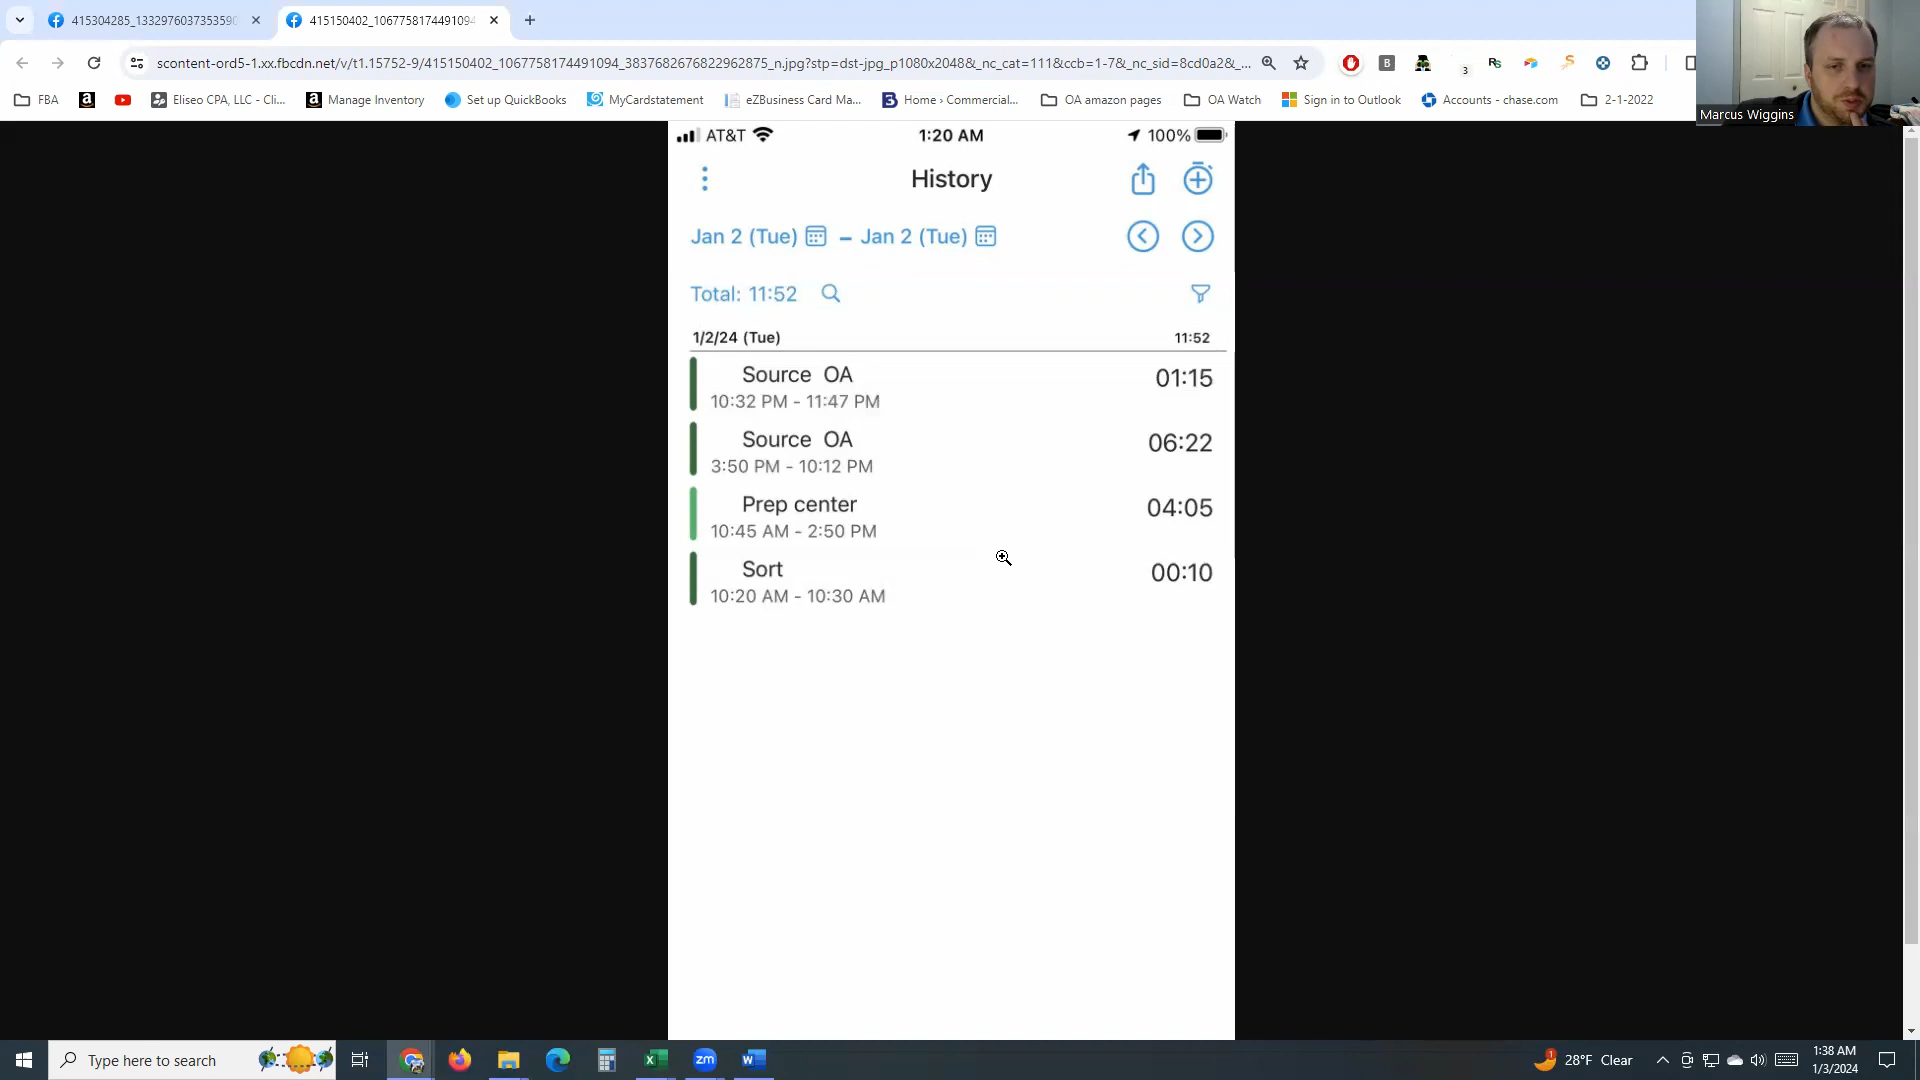 415304285_1332976037353590
415150402_1067758174491094
scontent-ord5-1.xx.fbcdn.net/v/t1.15752-9/415150402_1067758174491094_3837682676822962875_n.jpg?stp=dst-jpg_p1080x2048&_nc_cat=111&ccb=1-7&_nc_sid=8cd0a2&_...
B
3
RS
FBA
Eliseo CPA, LLC - Cli...
Manage Inventory
Set up QuickBooks
MyCardstatement
eZBusiness Card Ma...
Home › Commercial...
OA amazon pages
OA Watch
Sign in to Outlook
Accounts - chase.com
2-1-2022
Marcus Wiggins
AT&T
1:20 AM
100%
History
Jan 2 (Tue) – Jan 2 (Tue)
Total: 11:52
1/2/24 (Tue) 11:52
Source OA 01:15
10:32 PM - 11:47 PM
Source OA 06:22
3:50 PM - 10:12 PM
Prep center 04:05
10:45 AM - 2:50 PM
Sort 00:10
10:20 AM - 10:30 AM
Type here to search
zm
1
28°F Clear
1:38 AM
1/3/2024